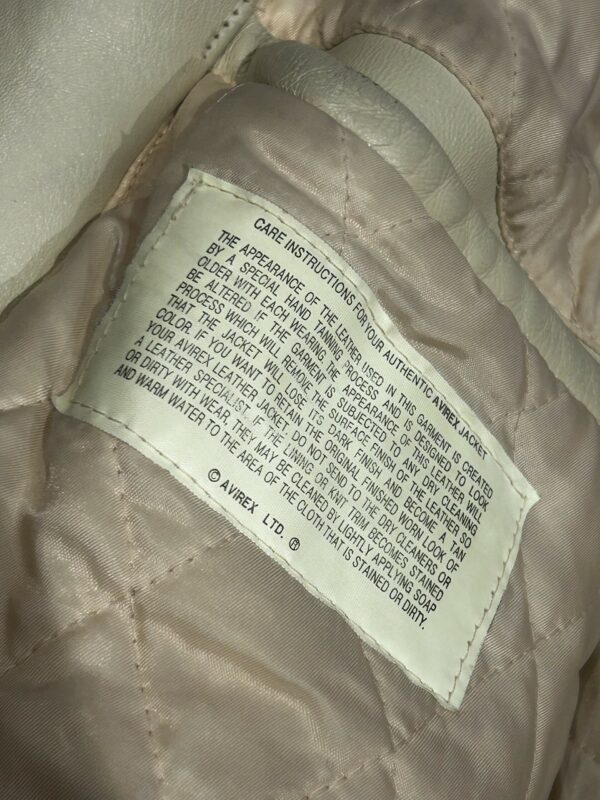 CARE INSTRUCTIONS FOR YOUR AUTHENTIC AVIREX JACKET
THE APPEARANCE OF THE LEATHER USED IN THIS GARMENT IS CREATED
BY A SPECIAL HAND TANNING PROCESS AND IS DESIGNED TO LOOK
OLDER WITH EACH WEARING. THE APPEARANCE OF THIS LEATHER WILL
BE ALTERED IF THE GARMENT IS SUBJECTED TO ANY DRY CLEANING
PROCESS WHICH WILL REMOVE THE SURFACE FINISH OF THE LEATHER SO
THAT THE JACKET WILL LOSE IT'S DARK FINISH AND BECOME A TAN
COLOR. IF YOU WANT TO RETAIN THE ORIGINAL FINISHED WORN LOOK OF
YOUR AVIREX LEATHER JACKET, DO NOT SEND TO THE DRY CLEANERS OR
A LEATHER SPECIALIST. IF THE LINING OR KNIT TRIM BECOMES STAINED
OR DIRTY WITH WEAR, THEY MAY BE CLEANED BY LIGHTLY APPLYING SOAP
AND WARM WATER TO THE AREA OF THE CLOTH THAT IS STAINED OR DIRTY.
© AVIREX LTD. ®